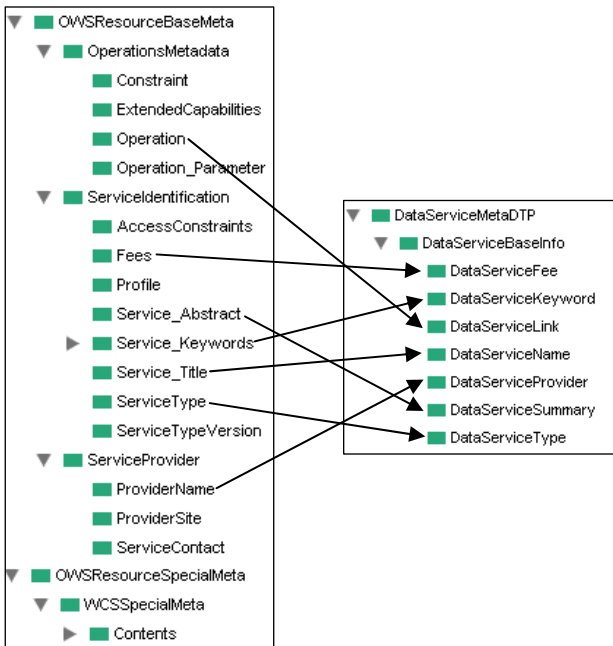 OWSResourceBaseMeta
OperationsMetadata
Constraint
ExtendedCapabilities
Operation
Operation_Parameter
ServiceIdentification
AccessConstraints
Fees
Profile
Service_Abstract
Service_Keywords
Service_Title
ServiceType
ServiceTypeVersion
ServiceProvider
ProviderName
ProviderSite
ServiceContact
OWSResourceSpecialMeta
WCSSpecialMeta
Contents
DataServiceMetaDTP
DataServiceBaseInfo
DataServiceFee
DataServiceKeyword
DataServiceLink
DataServiceName
DataServiceProvider
DataServiceSummary
DataServiceType